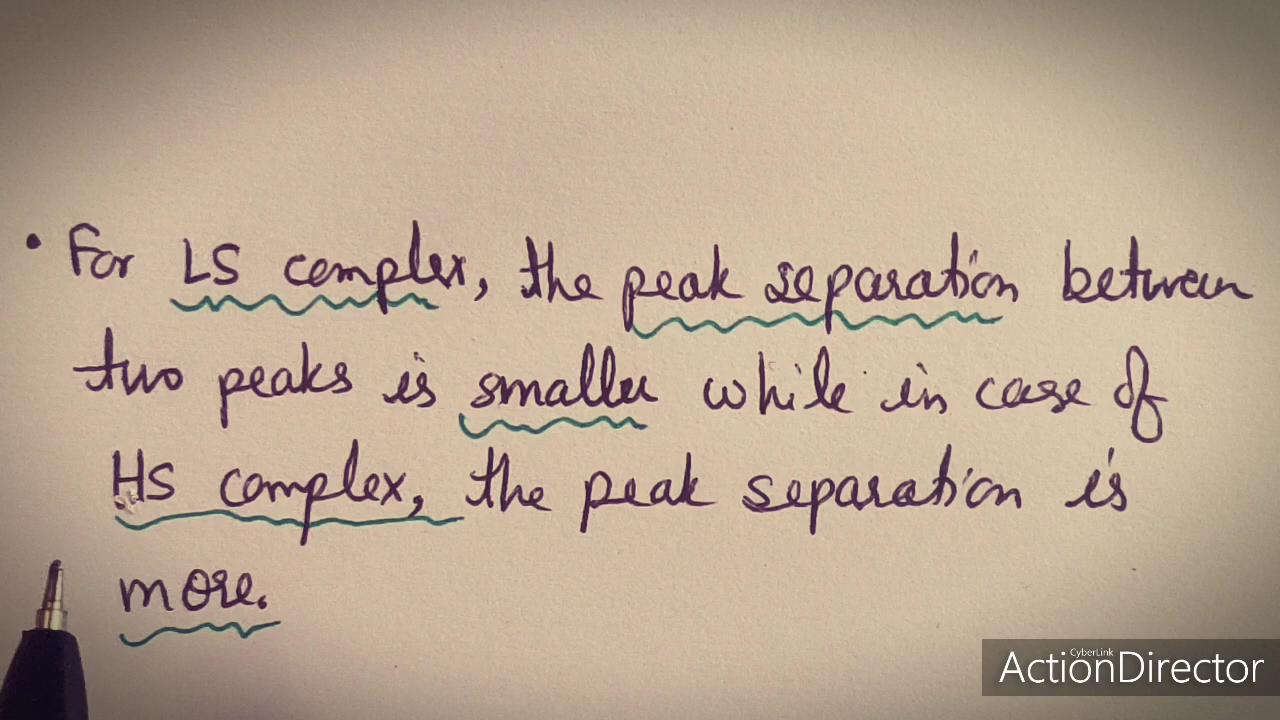 • For LS complex, the peak separation between
two peaks is smaller while in case of
HS complex, the peak separation is
more.
CyberLink
ActionDirector